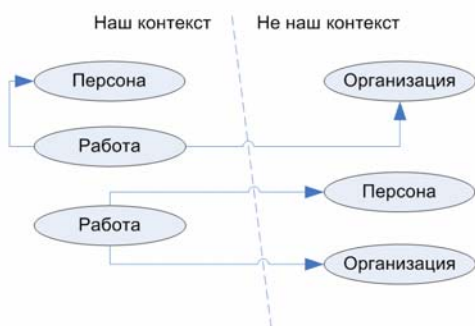 Наш контекст
Не наш контекст
Персона
Организация
Работа
Персона
Работа
Организация